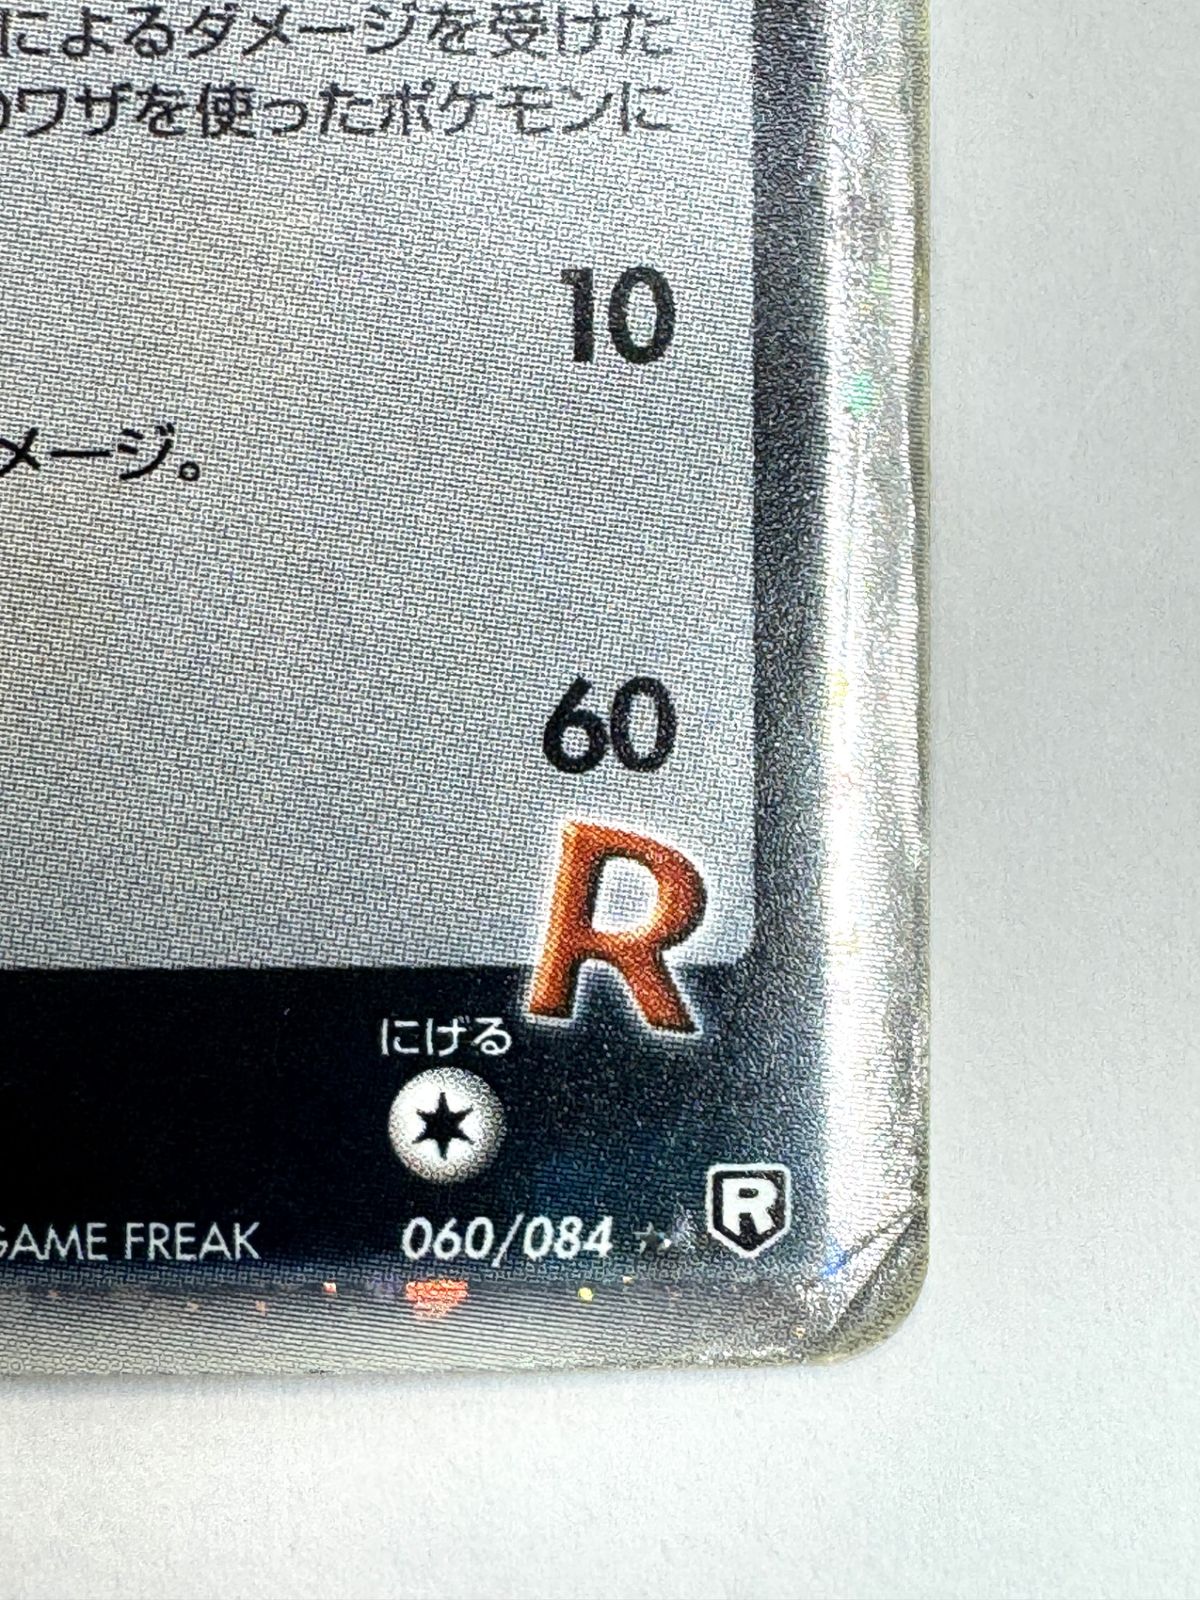 によるダメージを受けた
のワザを使ったポケモンに
10
メージ。
60
R
にげる
GAME FREAK 060/084 R